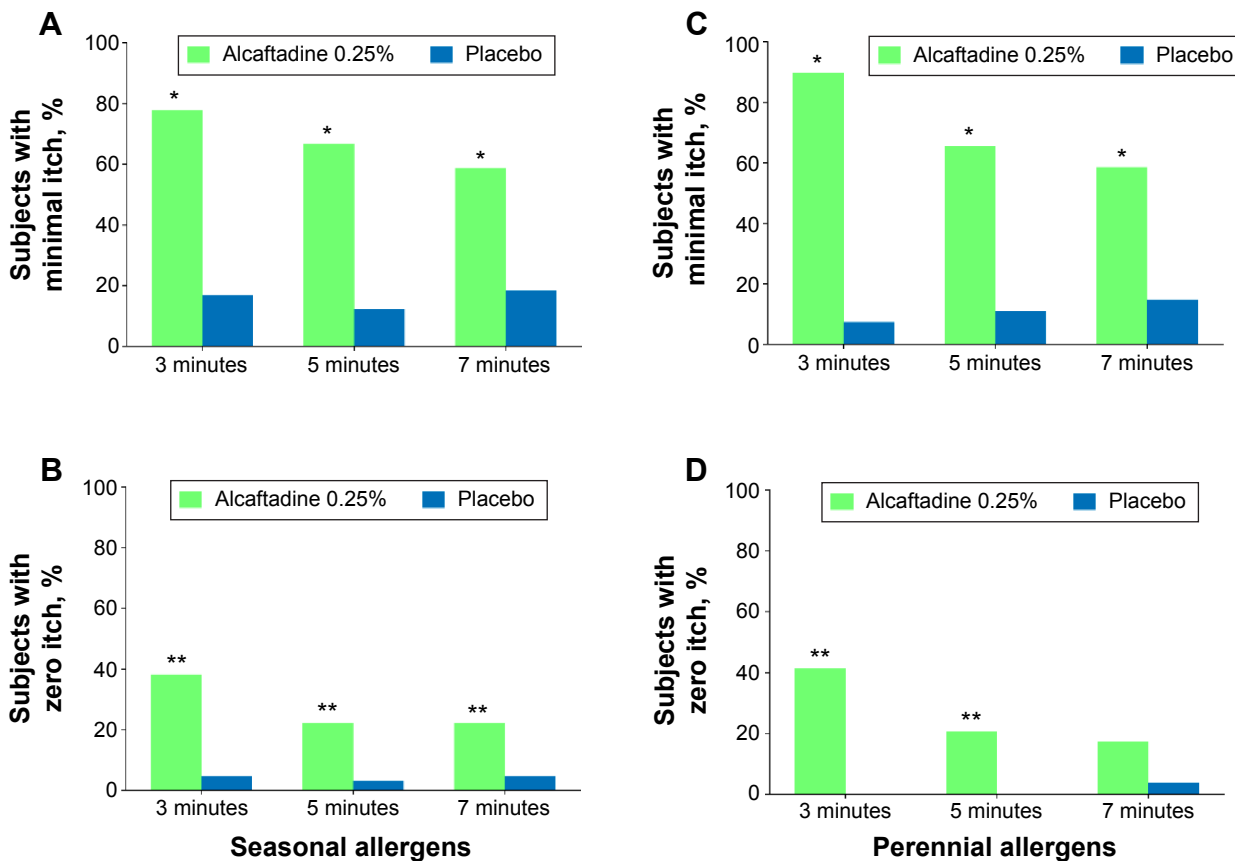 A
Alcaftadine 0.25% Placebo
Subjects with
minimal itch, %
100
80
60
40
20
0
*
*
*
3 minutes 5 minutes 7 minutes
C
Alcaftadine 0.25% Placebo
Subjects with
minimal itch, %
100
80
60
40
20
0
*
*
*
3 minutes 5 minutes 7 minutes
B
Alcaftadine 0.25% Placebo
Subjects with
zero itch, %
100
80
60
40
20
0
**
**
**
3 minutes 5 minutes 7 minutes
Seasonal allergens
D
Alcaftadine 0.25% Placebo
Subjects with
zero itch, %
100
80
60
40
20
0
**
**
3 minutes 5 minutes 7 minutes
Perennial allergens